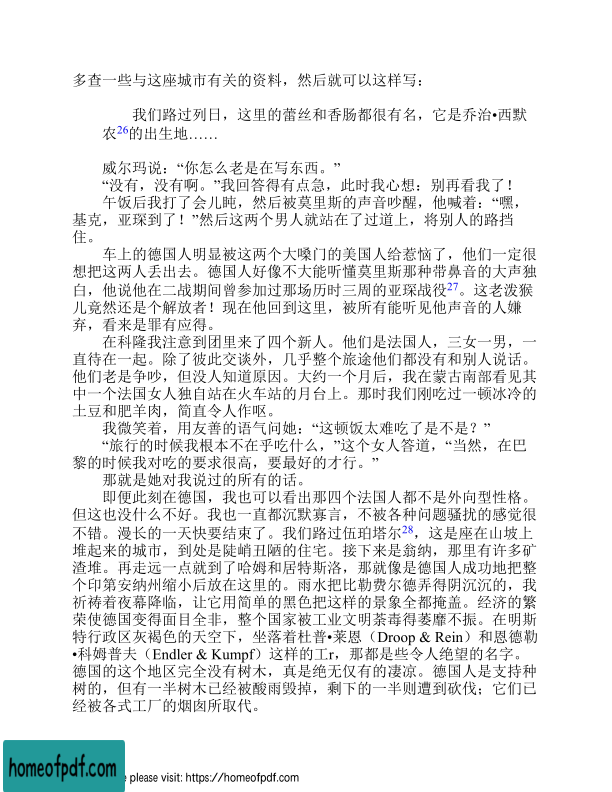 多查一些与这座城市有关的资料，然后就可以这样写：
我们路过列日，这里的蕾丝和香肠都很有名，它是乔治•西默
农26的出生地……
威尔玛说：“你怎么老是在写东西。”
“没有，没有啊。”我回答得有点急，此时我心想：别再看我了！
午饭后我打了会儿盹，然后被莫里斯的声音吵醒，他喊着：“嘿，
基克，亚琛到了！”然后这两个男人就站在了过道上，将别人的路挡
住。
车上的德国人明显被这两个大嗓门的美国人给惹恼了，他们一定很
想把这两人丢出去。德国人好像不大能听懂莫里斯那种带鼻音的大声独
白，他说他在二战期间曾参加过那场历时三周的亚琛战役27。这老泼猴
儿竟然还是个解放者！现在他回到这里，被所有能听见他声音的人嫌
弃，看来是罪有应得。
在科隆我注意到团里来了四个新人。他们是法国人，三女一男，一
直待在一起。除了彼此交谈外，几乎整个旅途他们都没有和别人说话。
他们老是争吵，但没人知道原因。大约一个月后，我在蒙古南部看见其
中一个法国女人独自站在火车站的月台上。那时我们刚吃过一顿冰冷的
土豆和肥羊肉，简直令人作呕。
我微笑着，用友善的语气问她：“这顿饭太难吃了是不是？”
“旅行的时候我根本不在乎吃什么，”这个女人答道，“当然，在巴
黎的时候我对吃的要求很高，要最好的才行。”
那就是她对我说过的所有的话。
即便此刻在德国，我也可以看出那四个法国人都不是外向型性格。
但这也没什么不好。我也一直都沉默寡言，不被各种问题骚扰的感觉很
不错。漫长的一天快要结束了。我们路过伍珀塔尔28，这是座在山坡上
堆起来的城市，到处是陡峭丑陋的住宅。接下来是翁纳，那里有许多矿
渣堆。再走远一点就到了哈姆和居特斯洛，那就像是德国人成功地把整
个印第安纳州缩小后放在这里的。雨水把比勒费尔德弄得阴沉沉的，我
祈祷着夜幕降临，让它用简单的黑色把这样的景象全都掩盖。经济的繁
荣使德国变得面目全非，整个国家被工业文明荼毒得萎靡不振。在明斯
特行政区灰褐色的天空下，坐落着杜普•莱恩（Droop & Rein）和恩德勒
•科姆普夫（Endler & Kumpf）这样的工r，那都是些令人绝望的名字。
德国的这个地区完全没有树木，真是绝无仅有的凄凉。德国人是支持种
树的，但有一半树木已经被酸雨毁掉，剩下的一半则遭到砍伐；它们已
经被各式工厂的烟囱所取代。
homeofpdf.com
e please visit: https://homeofpdf.com